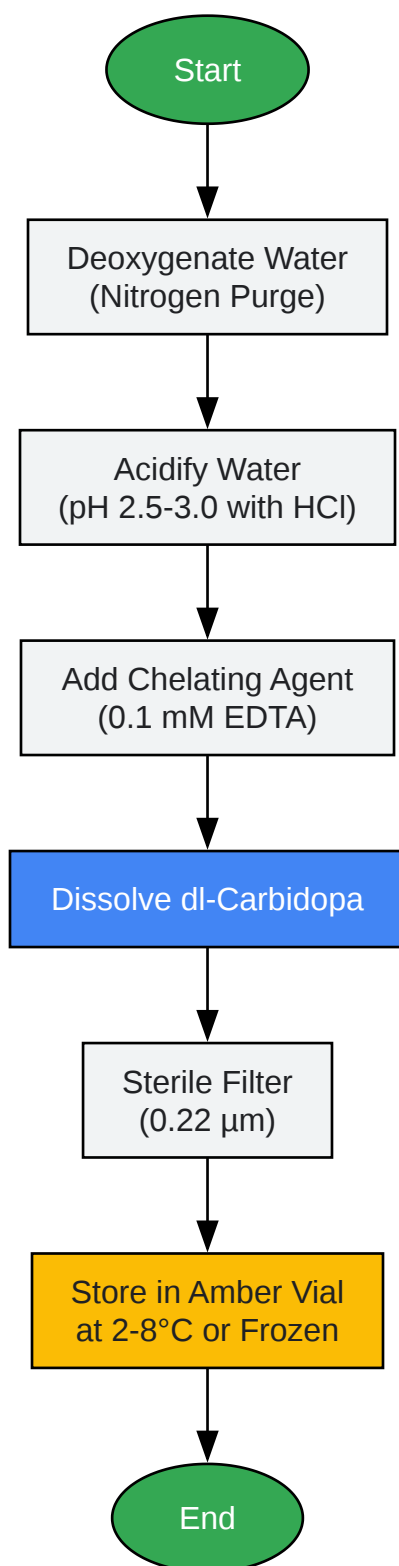 Start
Deoxygenate Water
(Nitrogen Purge)
Acidify Water
(pH 2.5-3.0 with HCl)
Add Chelating Agent
(0.1 mM EDTA)
Dissolve dl-Carbidopa
Sterile Filter
(0.22 µm)
Store in Amber Vial
at 2-8°C or Frozen
End